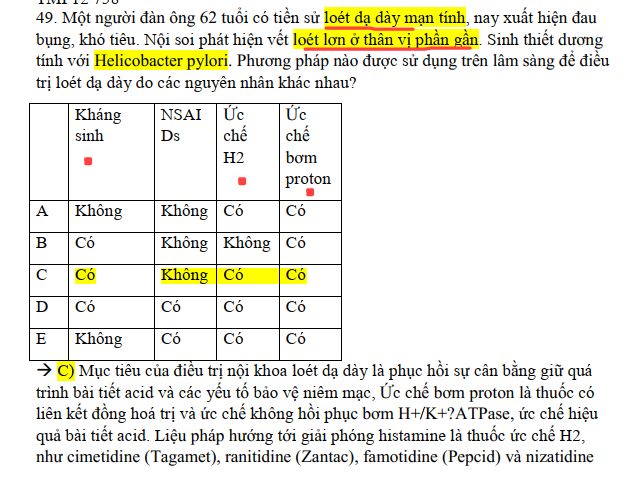 49. Một người đàn ông 62 tuổi có tiền sử loét dạ dày mạn tính, nay xuất hiện đau
bụng, khó tiêu. Nội soi phát hiện vết loét lơn ở thân vị phần gần. Sinh thiết dương
tính với Helicobacter pylori. Phương pháp nào được sử dụng trên lâm sàng để điều
trị loét dạ dày do các nguyên nhân khác nhau?
Kháng sinh NSAIDs Ức chế H2 Ức chế bơm proton
A Không Không Có Có
B Có Không Không Có
C Có Không Có Có
D Có Có Có Có
E Không Có Có Có
→ C) Mục tiêu của điều trị nội khoa loét dạ dày là phục hồi sự cân bằng giữ quá
trình bài tiết acid và các yếu tố bảo vệ niêm mạc, Ức chế bơm proton là thuốc có
liên kết đồng hoá trị và ức chế không hồi phục bơm H+/K+?ATPase, ức chế hiệu
quả bài tiết acid. Liệu pháp hướng tới giải phóng histamine là thuốc ức chế H2,
như cimetidine (Tagamet), ranitidine (Zantac), famotidine (Pepcid) và nizatidine